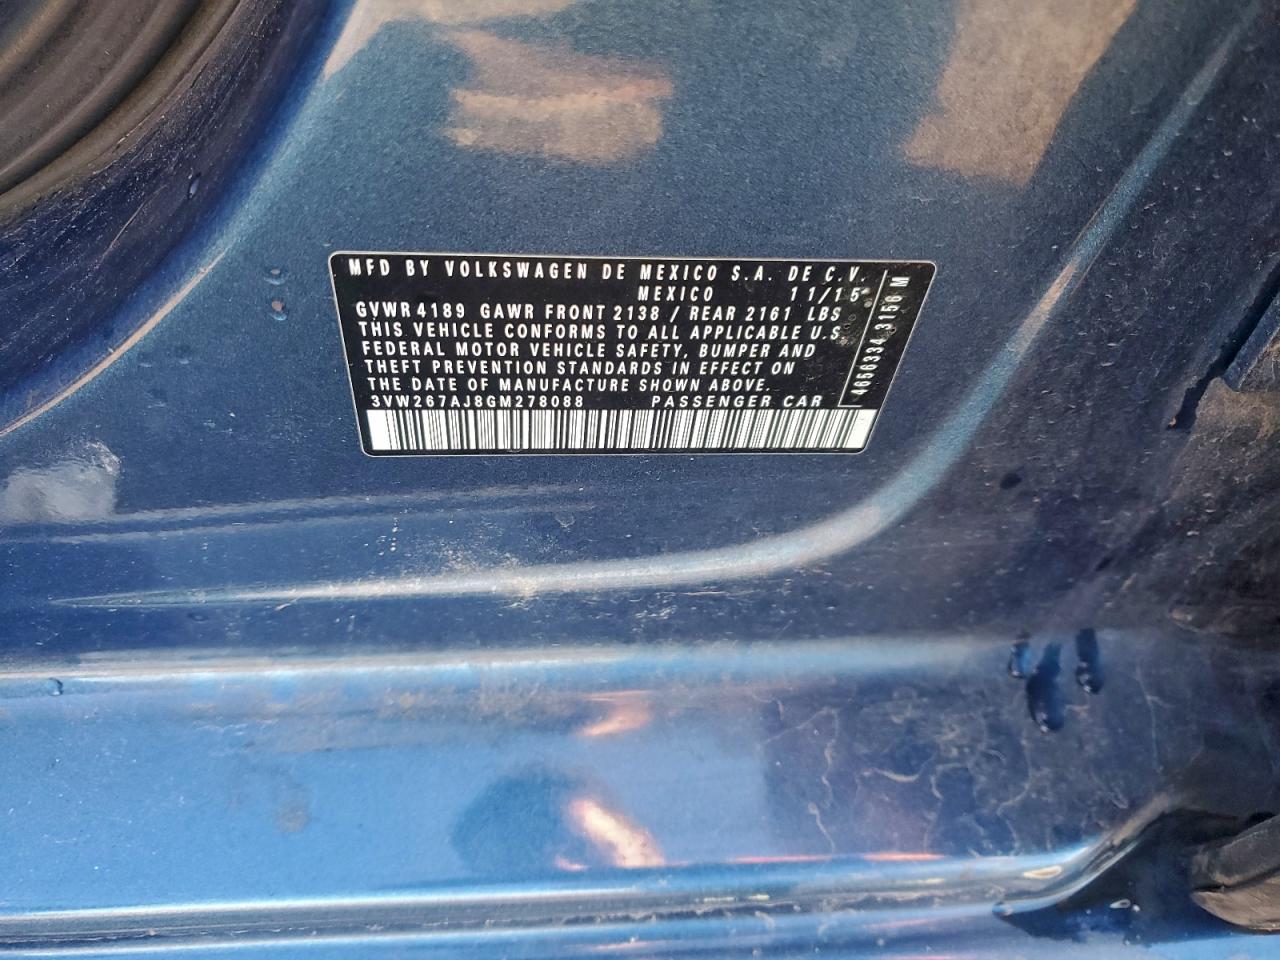 MFD BY VOLKSWAGEN DE MEXICO S.A. DE C.V.
MEXICO 11/15
GVWR 4189 GAWR FRONT 2138 / REAR 2161 LBS
THIS VEHICLE CONFORMS TO ALL APPLICABLE U.S
FEDERAL MOTOR VEHICLE SAFETY, BUMPER AND
THEFT PREVENTION STANDARDS IN EFFECT ON
THE DATE OF MANUFACTURE SHOWN ABOVE.
3VW267AJ8GM278088 PASSENGER CAR
4656334 3156 M